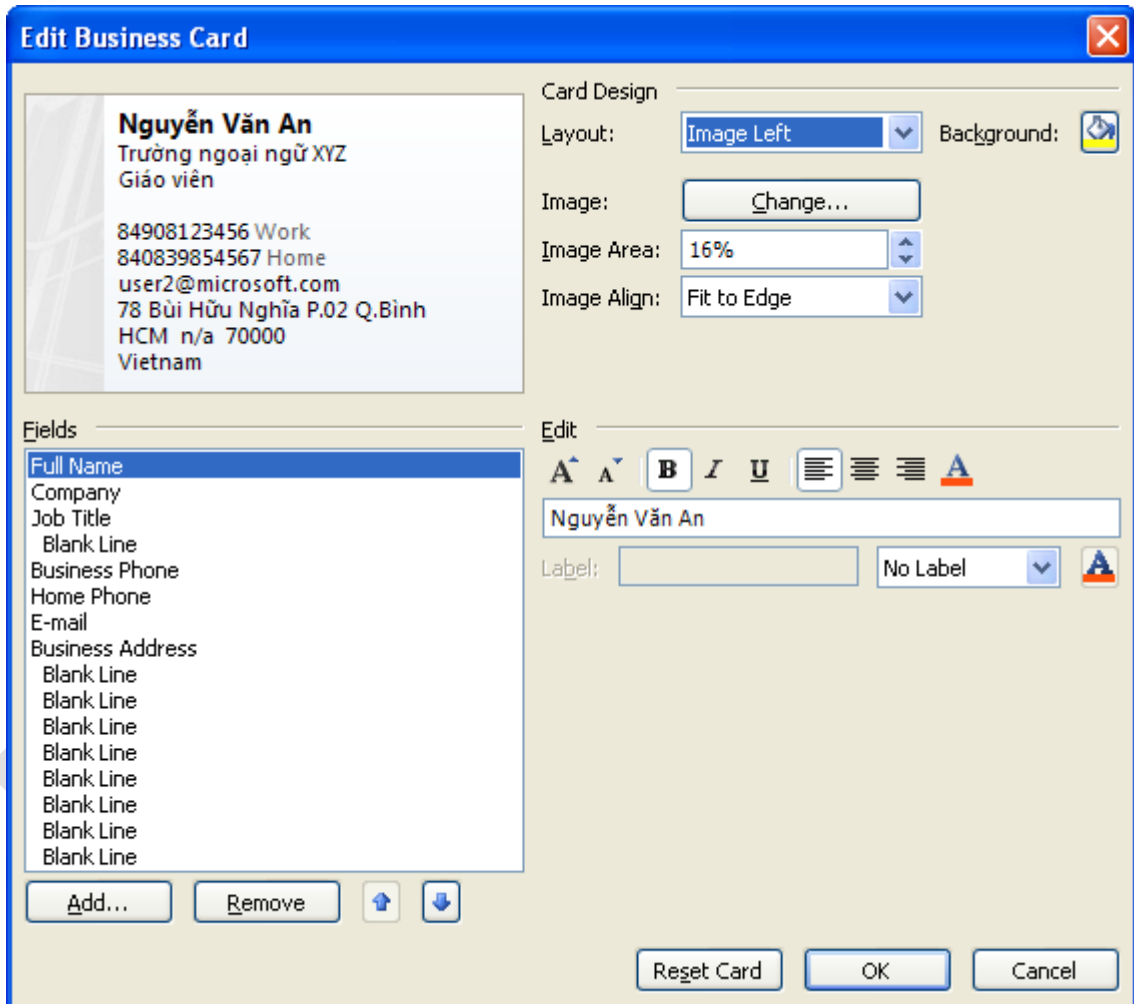 Edit Business Card
Nguyễn Văn An
Trường ngoại ngữ XYZ
Giáo viên
84908123456 Work
840839854567 Home
user2@microsoft.com
78 Bùi Hữu Nghĩa P.02 Q.Bình
HCM n/a 70000
Vietnam
Card Design
Layout: Image Left Background:
Image: Change...
Image Area: 16%
Image Align: Fit to Edge
Fields
Full Name
Company
Job Title
Blank Line
Business Phone
Home Phone
E-mail
Business Address
Blank Line
Blank Line
Blank Line
Blank Line
Blank Line
Blank Line
Blank Line
Blank Line
Add... Remove
Edit
A A B I U A
Nguyễn Văn An
Label: No Label A
Reset Card OK Cancel